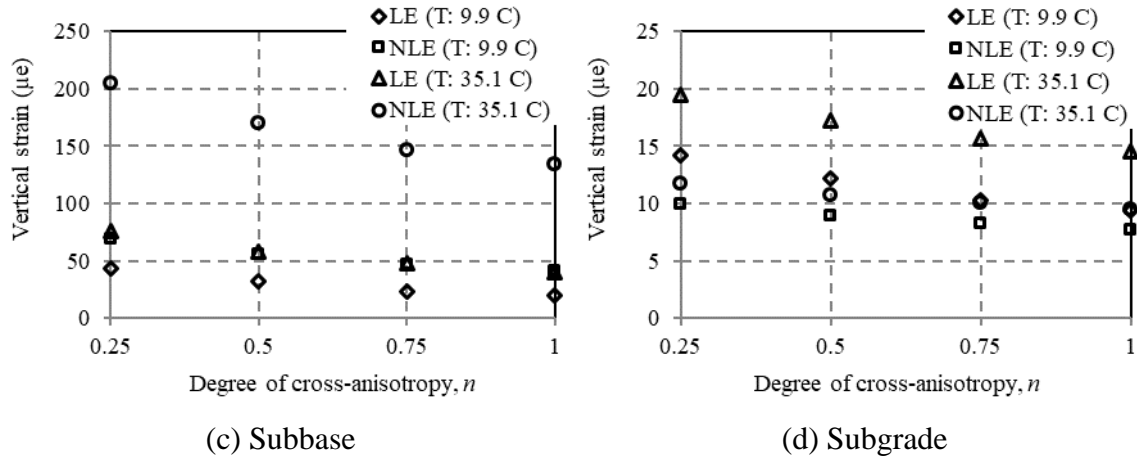 LE (T: 9.9 C)
NLE (T: 9.9 C)
LE (T: 35.1 C)
NLE (T: 35.1 C)
250
200
150
100
50
0
Vertical strain (µe)
0.25 0.5 0.75 1
Degree of cross-anisotropy, n
(c) Subbase
LE (T: 9.9 C)
NLE (T: 9.9 C)
LE (T: 35.1 C)
NLE (T: 35.1 C)
25
20
15
10
5
0
Vertical strain (µe)
0.25 0.5 0.75 1
Degree of cross-anisotropy, n
(d) Subgrade